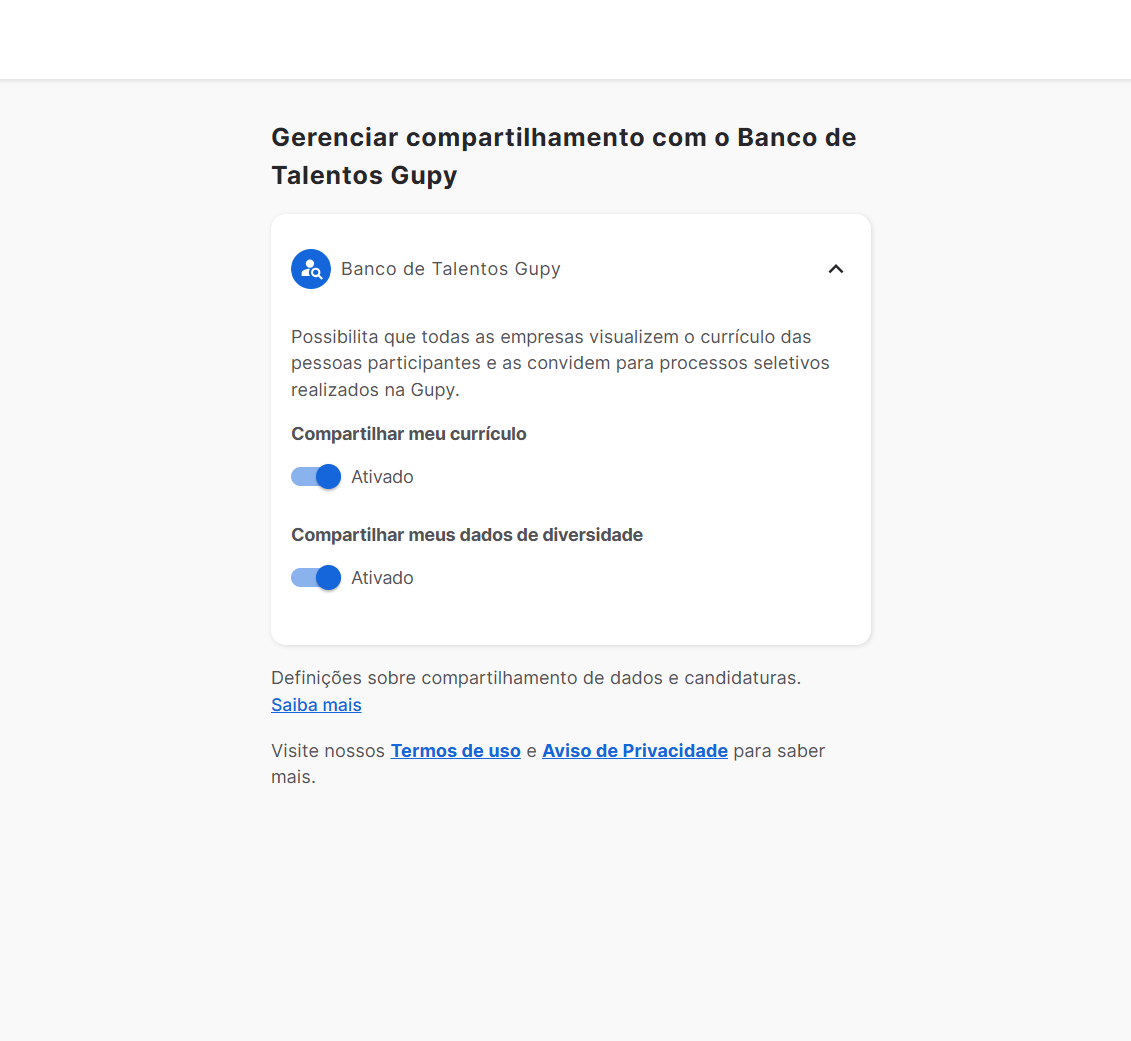 Gerenciar compartilhamento com o Banco de
Talentos Gupy
Banco de Talentos Gupy
Possibilita que todas as empresas visualizem o currículo das
pessoas participantes e as convidem para processos seletivos
realizados na Gupy.
Compartilhar meu currículo
Ativado
Compartilhar meus dados de diversidade
Ativado
Definições sobre compartilhamento de dados e candidaturas.
Saiba mais
Visite nossos Termos de uso e Aviso de Privacidade para saber
mais.